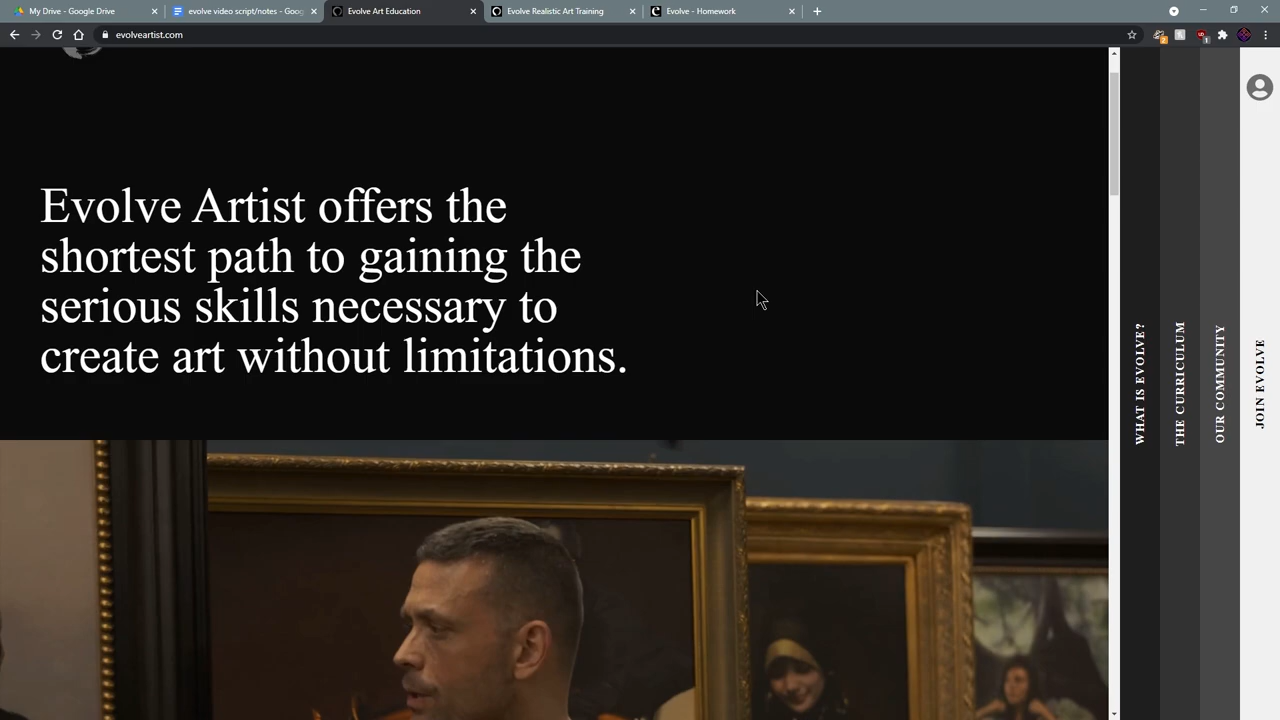 My Drive - Google Drive
evolve video script/notes - Goog
Evolve Art Education
Evolve Realistic Art Training
Evolve - Homework
evolveartist.com
2
1
Evolve Artist offers the
shortest path to gaining the
serious skills necessary to
create art without limitations.
WHAT IS EVOLVE?
THE CURRICULUM
OUR COMMUNITY
JOIN EVOLVE